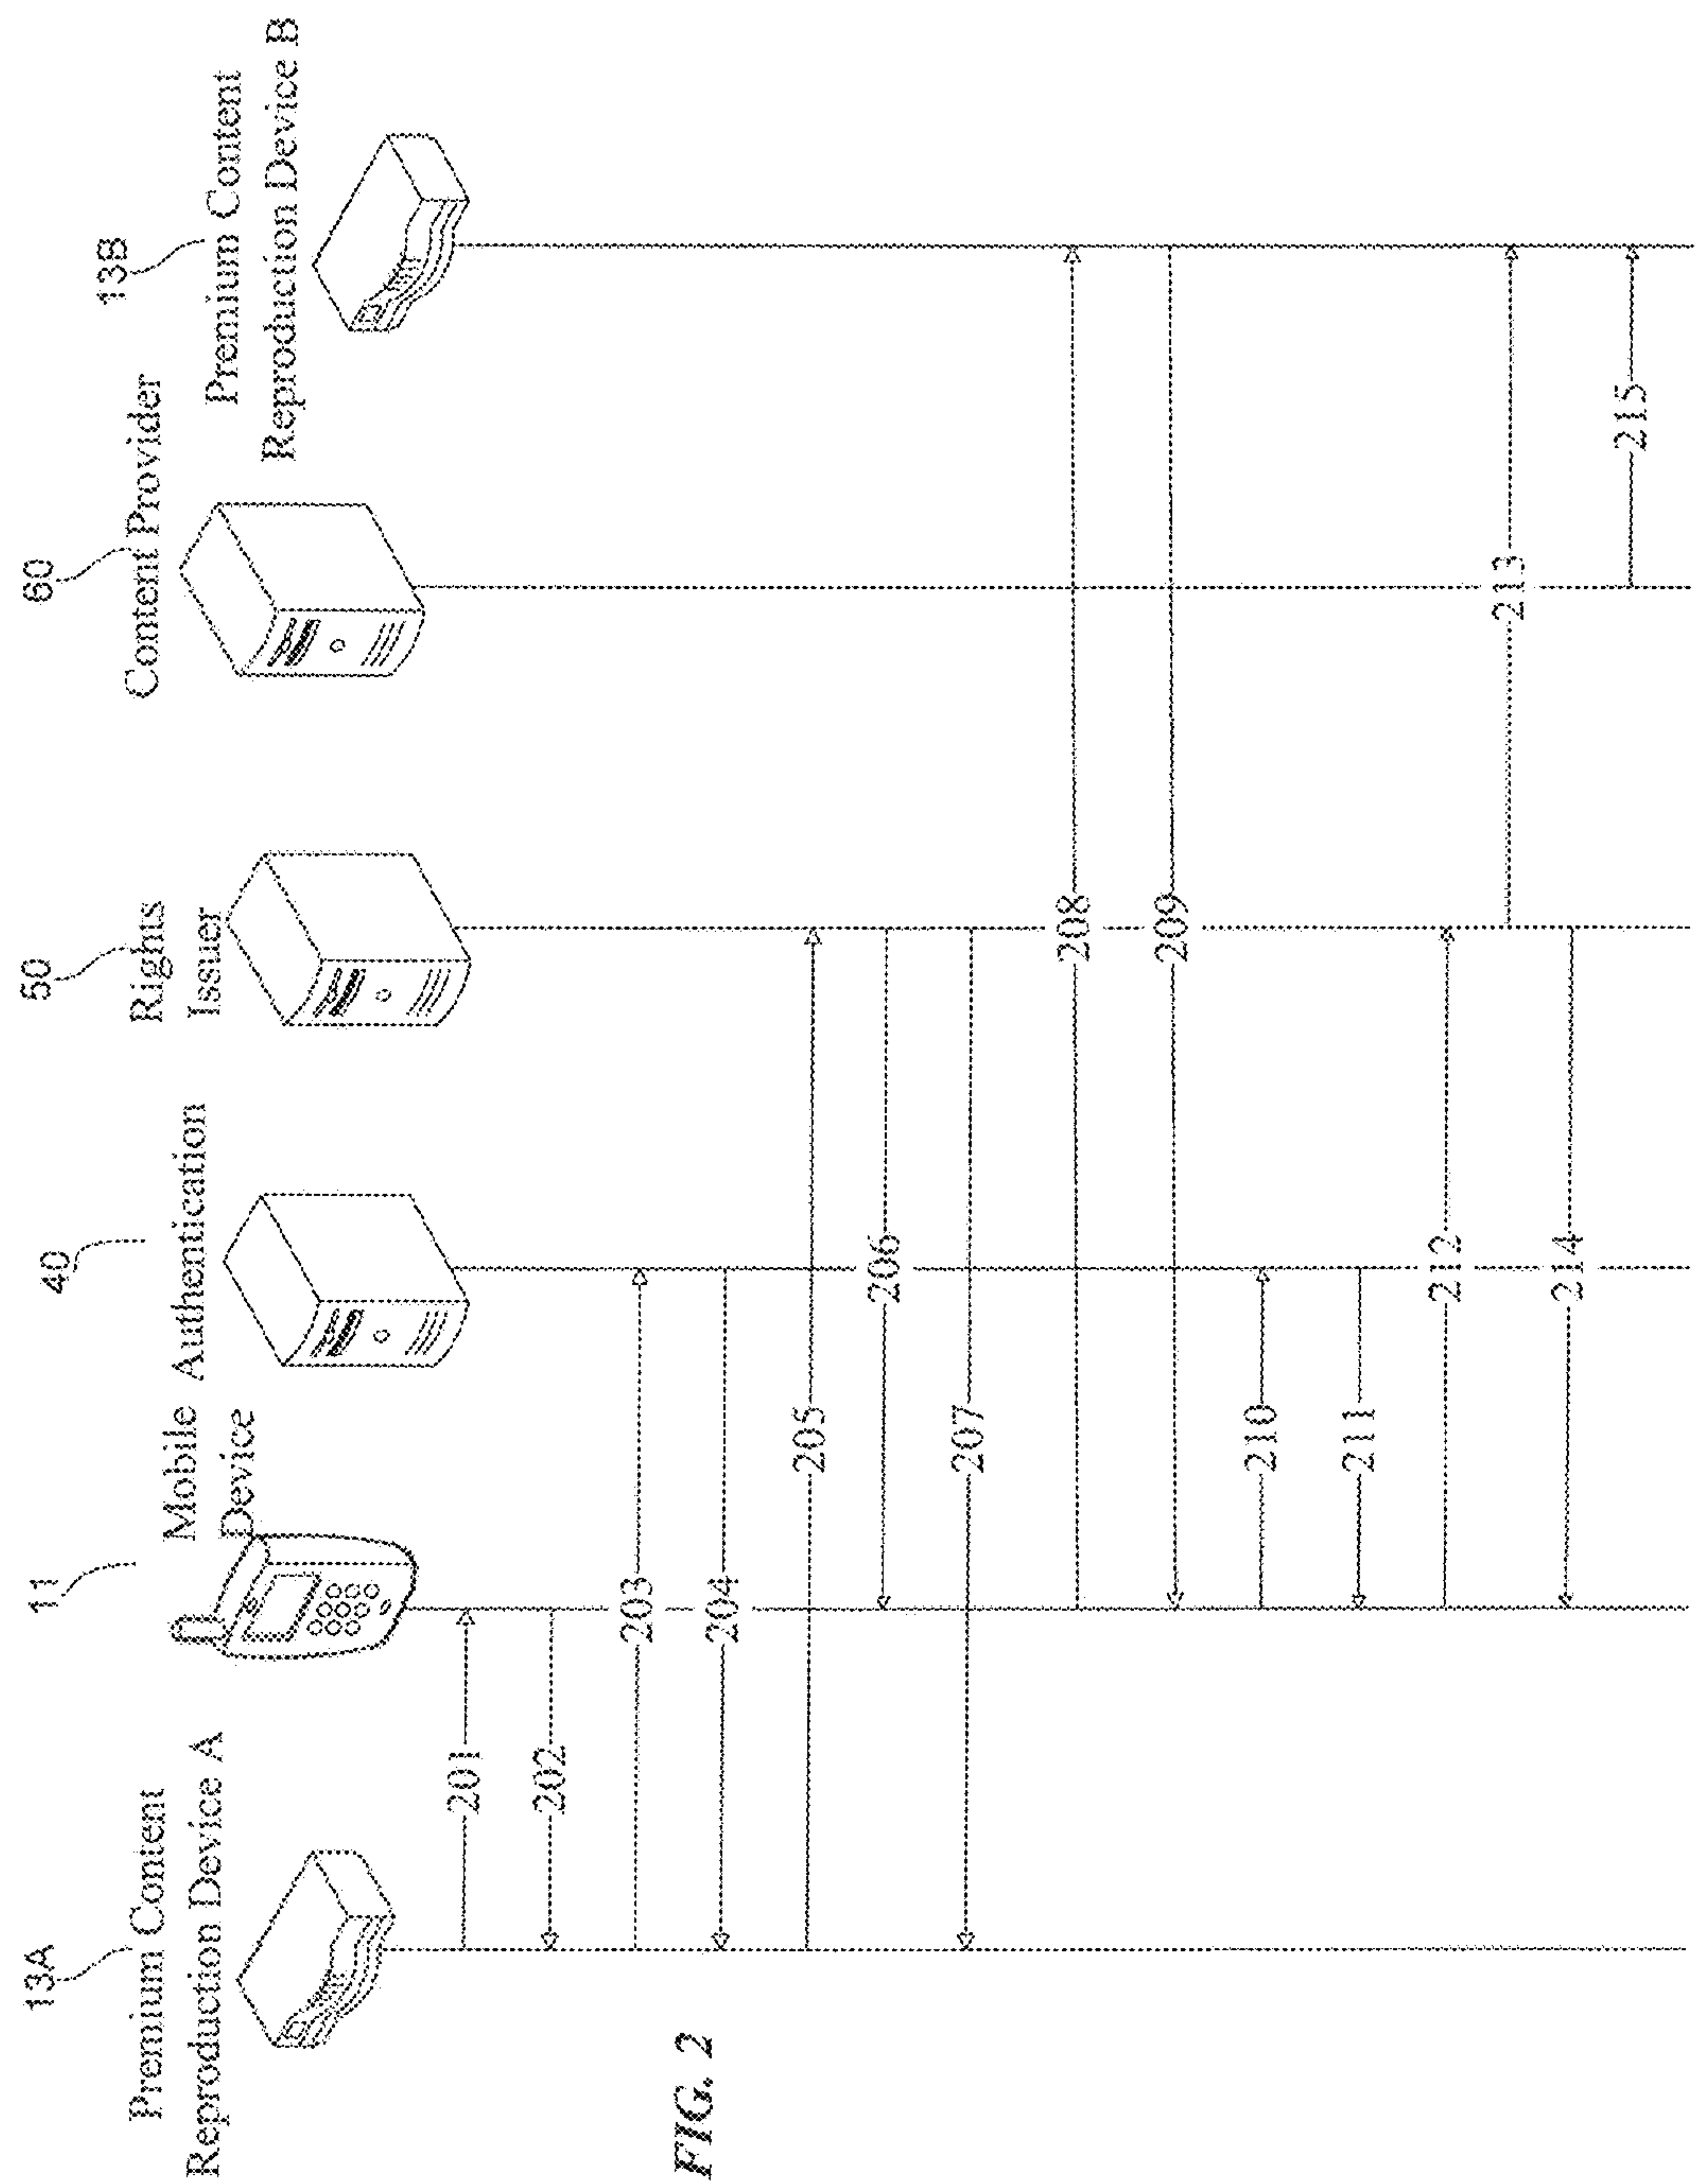 13A
Premium Content
Reproduction Device A
11
Mobile
Device
40
Authentication
50
Rights
Issuer
60
Content Provider
13B
Premium Content
Reproduction Device B
201
202
203
204
205
206
207
208
209
210
211
212
213
214
215
FIG. 2